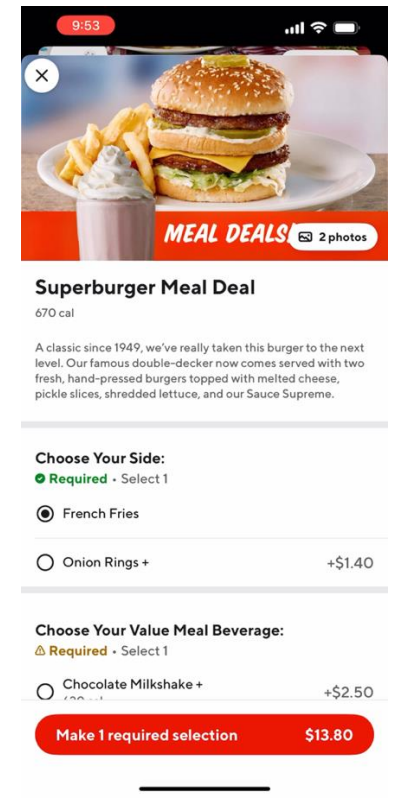 9:53
MEAL DEALS
2 photos
Superburger Meal Deal
670 cal
A classic since 1949, we've really taken this burger to the next
level. Our famous double-decker now comes served with two
fresh, hand-pressed burgers topped with melted cheese,
pickle slices, shredded lettuce, and our Sauce Supreme.
Choose Your Side:
Required • Select 1
French Fries
Onion Rings + +$1.40
Choose Your Value Meal Beverage:
Required • Select 1
Chocolate Milkshake + +$2.50
Make 1 required selection $13.80